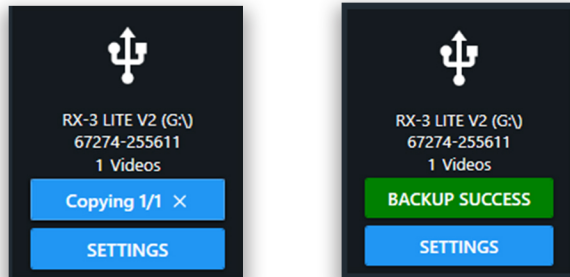 RX-3 LITE V2 (G:\)
67274-255611
1 Videos
Copying 1/1 ×
SETTINGS
RX-3 LITE V2 (G:\)
67274-255611
1 Videos
BACKUP SUCCESS
SETTINGS